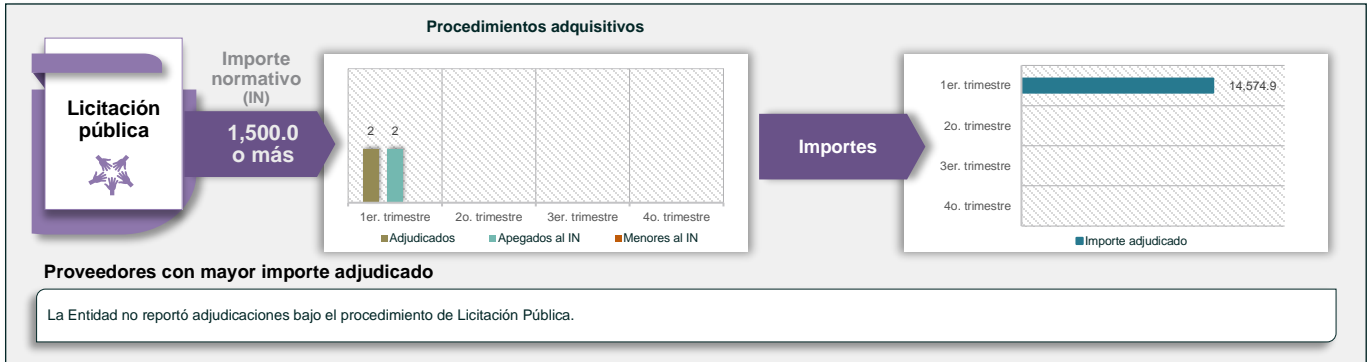 Procedimientos adquisitivos
Licitación
pública
Importe
normativo
(IN)
1,500.0
o más
2 2
1er. trimestre 2o. trimestre 3er. trimestre 4o. trimestre
Adjudicados Apegados al IN Menores al IN
Importes
1er. trimestre 14,574.9
2o. trimestre
3er. trimestre
4o. trimestre
Importe adjudicado
Proveedores con mayor importe adjudicado
La Entidad no reportó adjudicaciones bajo el procedimiento de Licitación Pública.